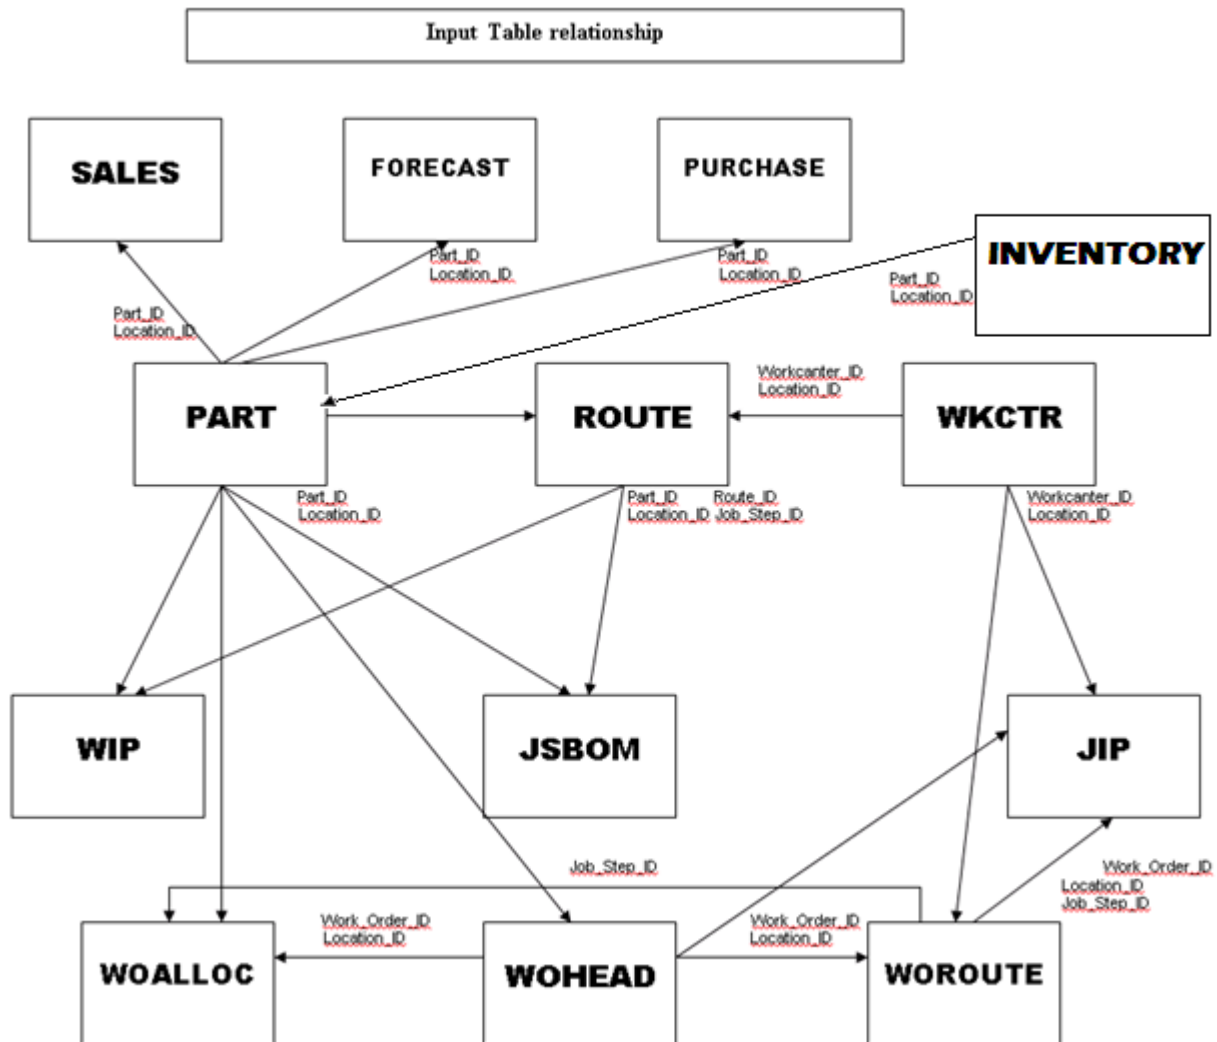 Input Table relationship
SALES
FORECAST
PURCHASE
INVENTORY
Part_ID
Location_ID
Part_ID
Location_ID
Part_ID
Location_ID
Part_ID
Location_ID
Workcanter_ID
Location_ID
PART
ROUTE
WKCTR
Part_ID
Location_ID
Part_ID Route_ID
Location_ID Job_Step_ID
Workcanter_ID
Location_ID
WIP
JSBOM
JIP
Job_Step_ID
Work_Order_ID
Location_ID
Job_Step_ID
Work_Order_ID
Location_ID
Work_Order_ID
Location_ID
WOALLOC
WOHEAD
WOROUTE